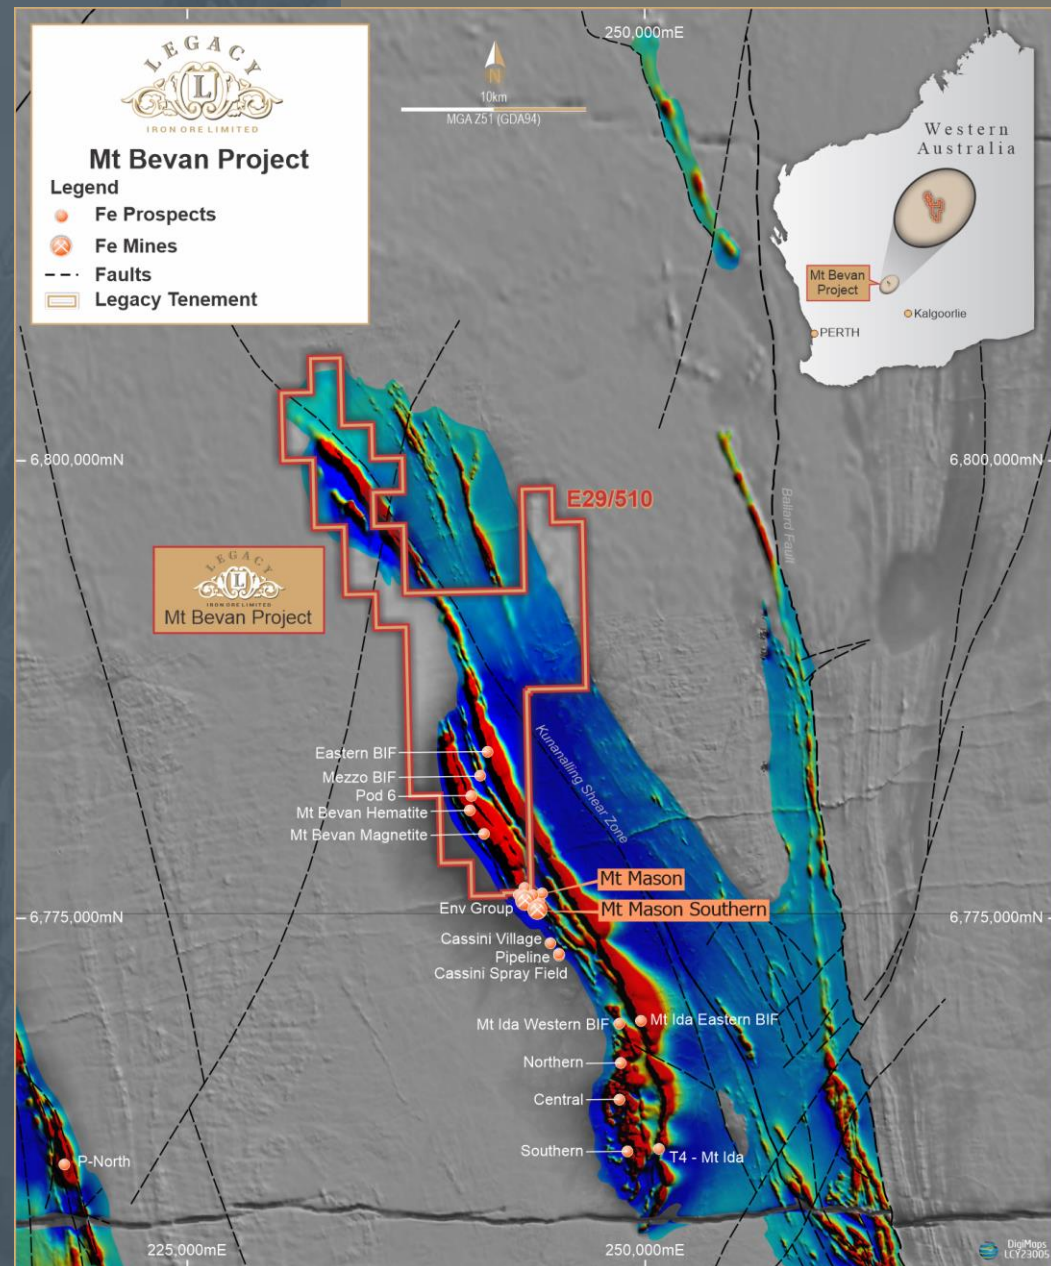 LEGACY
L
IRON ORE LIMITED
Mt Bevan Project
Legend
Fe Prospects
Fe Mines
Faults
Legacy Tenement
N
10km
MGA Z51 (GDA94)
250,000mE
Western
Australia
Mt Bevan
Project
Kalgoorlie
PERTH
6,800,000mN
6,800,000mN
E29/510
Ballard Fault
LEGACY
L
IRON ORE LIMITED
Mt Bevan Project
Kunanalling Shear Zone
Eastern BIF
Mezzo BIF
Pod 6
Mt Bevan Hematite
Mt Bevan Magnetite
Mt Mason
Env Group
Mt Mason Southern
6,775,000mN
6,775,000mN
Cassini Village
Pipeline
Cassini Spray Field
Mt Ida Western BIF
Mt Ida Eastern BIF
Northern
Central
Southern
T4 - Mt Ida
P-North
225,000mE
250,000mE
DigiMaps
LCY23005